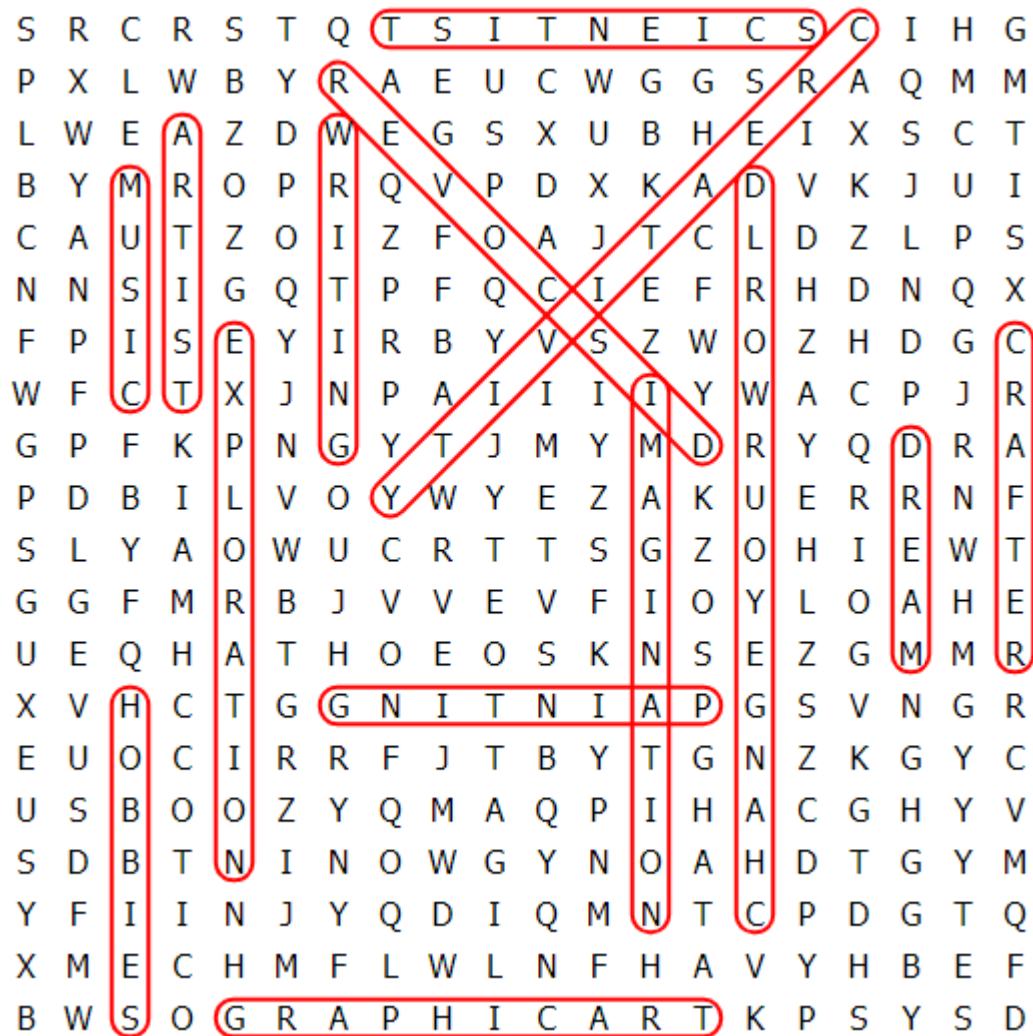 S R C R S T Q T S I T N E I C S C I H G
P X L W B Y R A E U C W G G S R A Q M M
L W E A Z D W E G S X U B H E I X S C T
B Y M R O P R Q V P D X K A D V K J U I
C A U T Z O I Z F O A J T C L D Z L P S
N N S I G Q T P F Q C I E F R H D N Q X
F P I S E Y I R B Y V S Z W O Z H D G C
W F C T X J N P A I I I I Y W A C P J R
G P F K P N G Y T J M Y M D R Y Q D R A
P D B I L V O Y W Y E Z A K U E R R N F
S L Y A O W U C R T T S G Z O H I E W T
G G F M R B J V V E V F I O Y L O A H E
U E Q H A T H O E O S K N S E Z G M M R
X V H C T G G N I T N I A P G S V N G R
E U O C I R R F J T B Y T G N Z K G Y C
U S B O O Z Y Q M A Q P I H A C G H Y V
S D B T N I N O W G Y N O A H D T G Y M
Y F I I N J Y Q D I Q M N T C P D G T Q
X M E C H M F L W L N F H A V Y H B E F
B W S O G R A P H I C A R T K P S Y S D